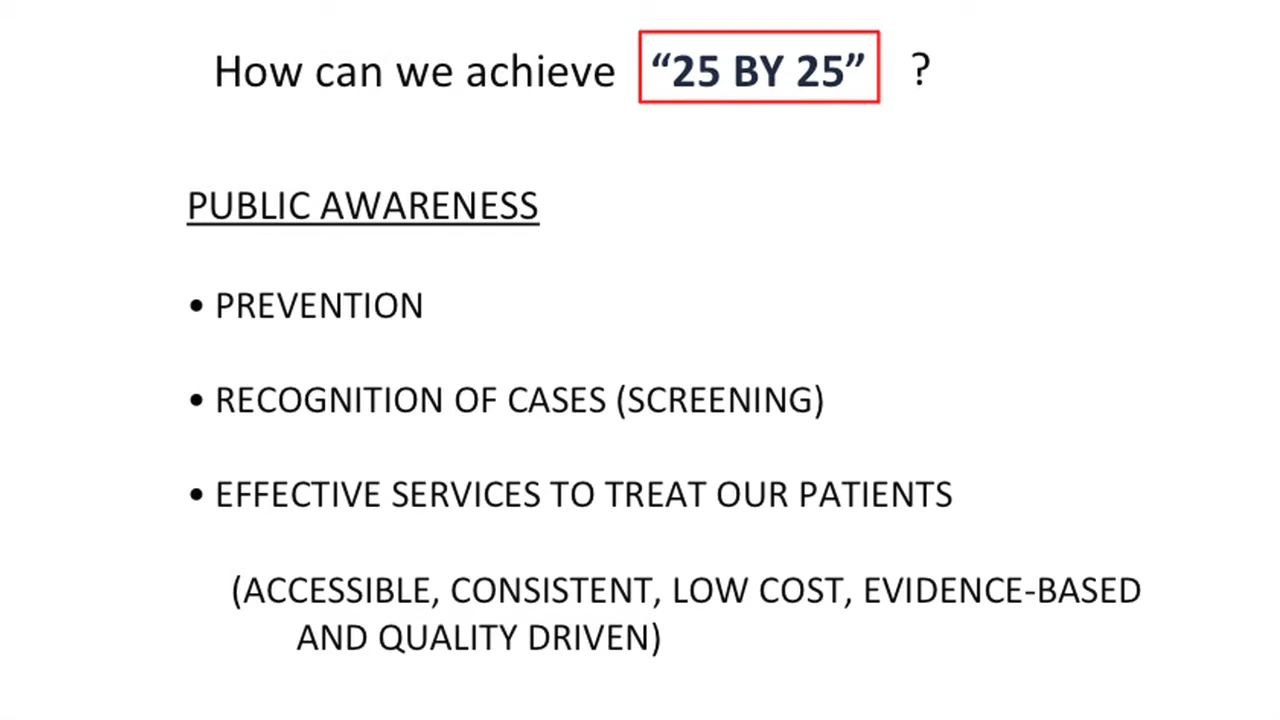 How can we achieve “25 BY 25” ?
PUBLIC AWARENESS
• PREVENTION
• RECOGNITION OF CASES (SCREENING)
• EFFECTIVE SERVICES TO TREAT OUR PATIENTS
(ACCESSIBLE, CONSISTENT, LOW COST, EVIDENCE-BASED
AND QUALITY DRIVEN)